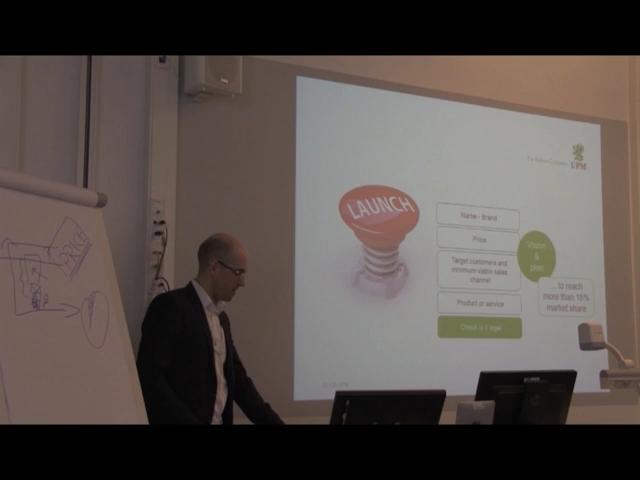 UPM
LAUNCH
Name - Brand
Price
Target customers and
minimum viable sales
channel
Product or service
Check is it legal
Vision
&
plan
... to reach
more than 16%
market share